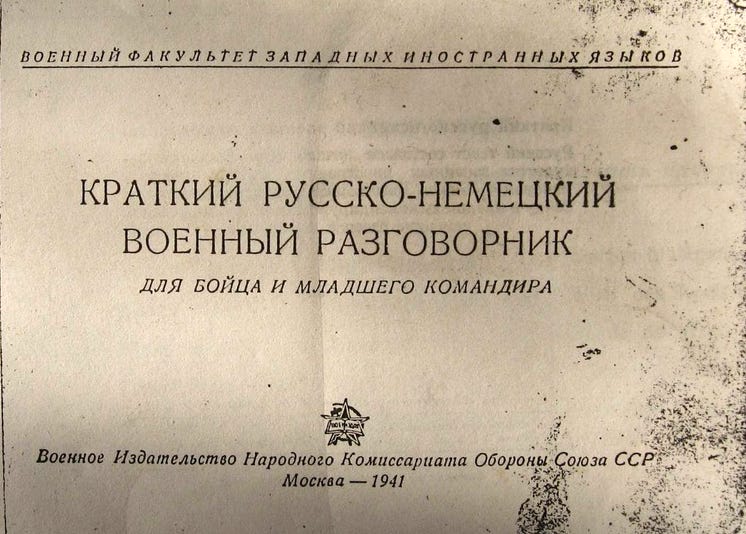 ВОЕННЫЙ ФАКУЛЬТЕТ ЗАПАДНЫХ ИНОСТРАННЫХ ЯЗЫКОВ
КРАТКИЙ РУССКО-НЕМЕЦКИЙ
ВОЕННЫЙ РАЗГОВОРНИК
ДЛЯ БОЙЦА И МЛАДШЕГО КОМАНДИРА
Военное Издательство Народного Комиссариата Обороны Союза ССР
Москва — 1941